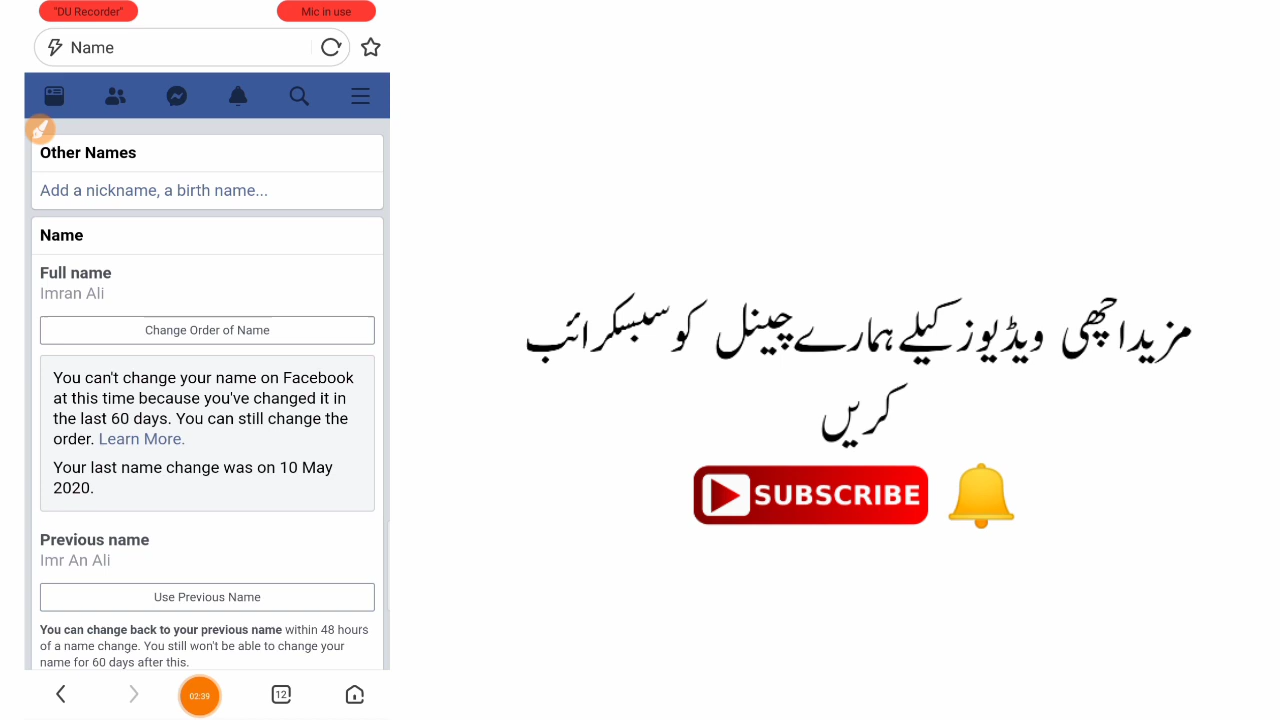 "DU Recorder"
Mic in use
Name
Other Names
Add a nickname, a birth name...
Name
Full name
Imran Ali
Change Order of Name
You can't change your name on Facebook
at this time because you've changed it in
the last 60 days. You can still change the
order. Learn More.
Your last name change was on 10 May
2020.
Previous name
Imr An Ali
Use Previous Name
You can change back to your previous name within 48 hours
of a name change. You still won't be able to change your
name for 60 days after this.
02:39
12
مزیداچھی ویڈیوزکیلے ہمارے چینل کو سبسکرائب
کریں
SUBSCRIBE